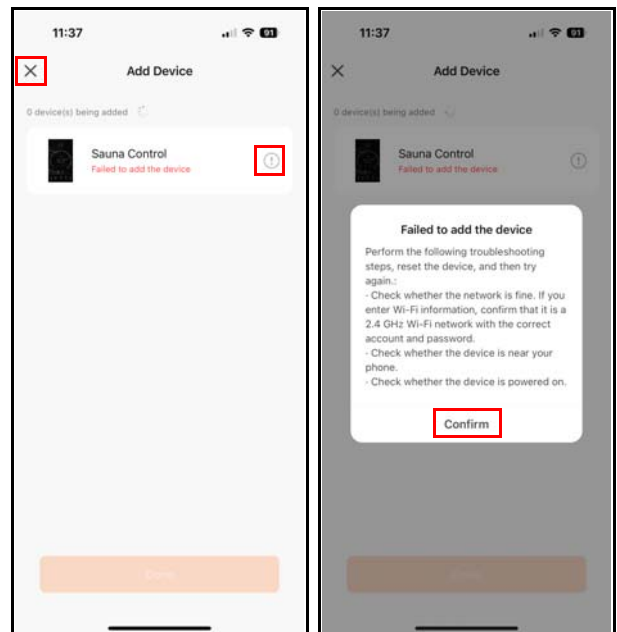 11:37
91
Add Device
0 device(s) being added
Sauna Control
Failed to add the device
Done
11:37
91
Add Device
0 device(s) being added
Sauna Control
Failed to add the device
Failed to add the device
Perform the following troubleshooting
steps, reset the device, and then try
again.:
- Check whether the network is fine. If you
enter Wi-Fi information, confirm that it is a
2.4 GHz Wi-Fi network with the correct
account and password.
- Check whether the device is near your
phone.
- Check whether the device is powered on.
Confirm